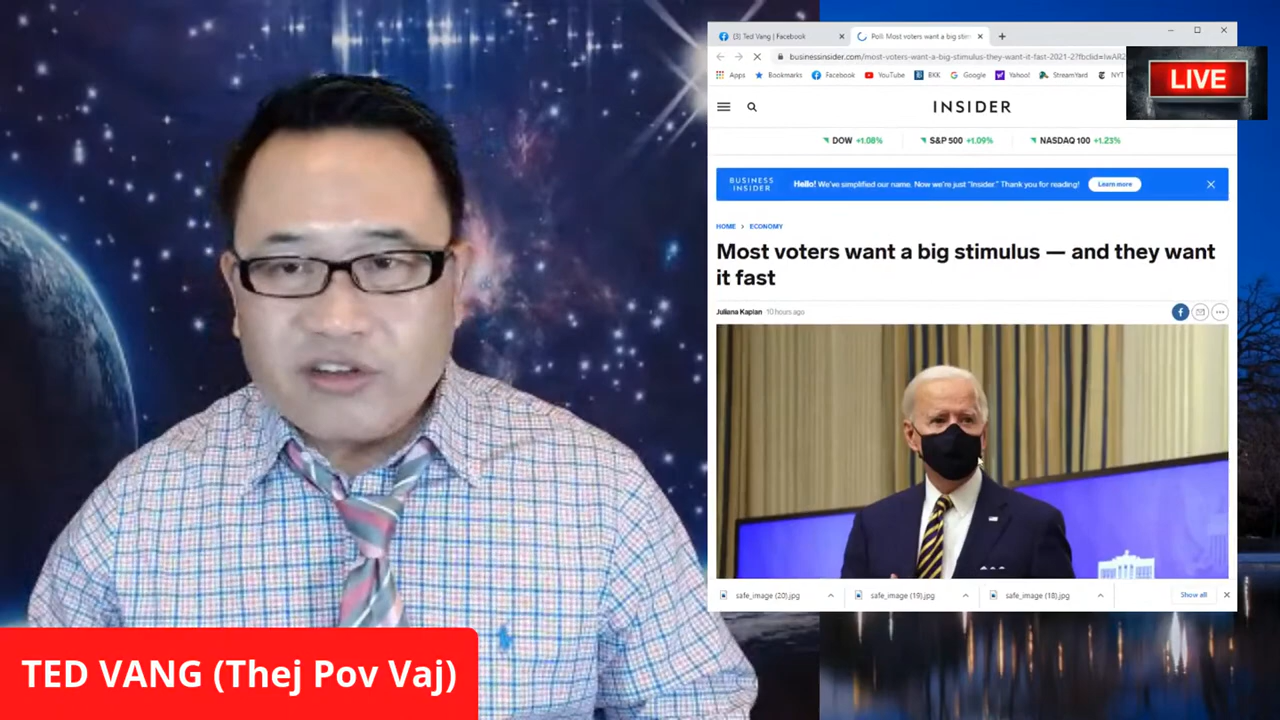 (3) Ted Vang | Facebook
Poll: Most voters want a big stim
businessinsider.com/most-voters-want-a-big-stimulus-they-want-it-fast-2021-2?fbclid=IwAR2
Apps Bookmarks Facebook YouTube BKK Google Yahoo! StreamYard NYT
LIVE
INSIDER
DOW +1.08% S&P 500 +1.09% NASDAQ 100 +1.23%
BUSINESS
INSIDER
Hello! We've simplified our name. Now we're just "Insider." Thank you for reading! Learn more
HOME > ECONOMY
Most voters want a big stimulus — and they want
it fast
Juliana Kaplan 10 hours ago
safe_image (20).jpg safe_image (19).jpg safe_image (18).jpg Show all
TED VANG (Thej Pov Vaj)